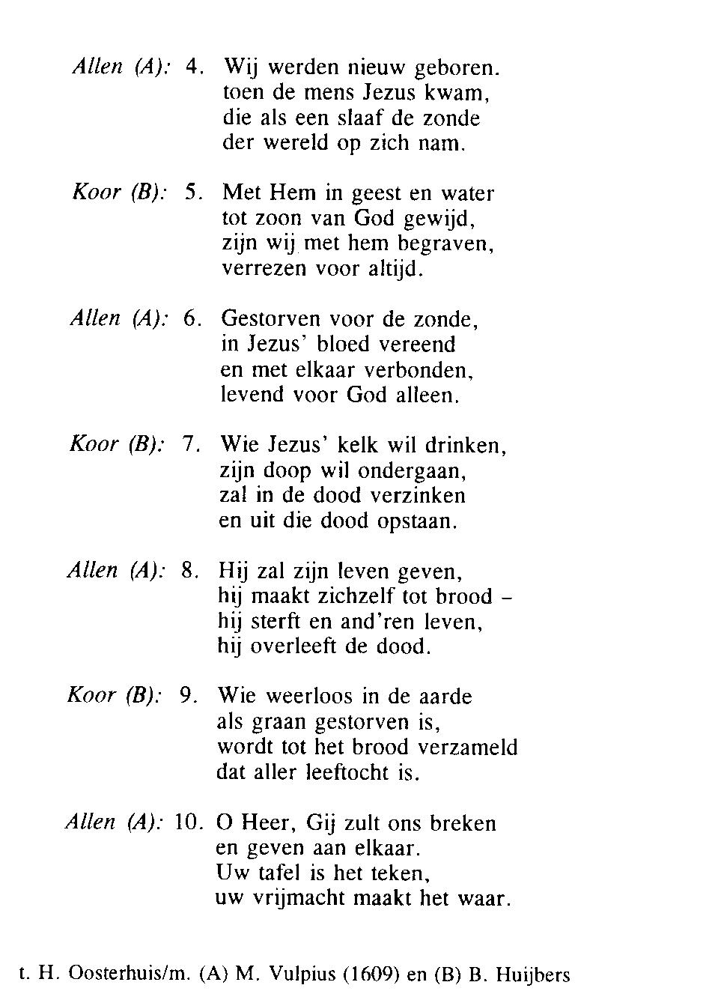 Allen (A): 4. Wij werden nieuw geboren.
toen de mens Jezus kwam,
die als een slaaf de zonde
der wereld op zich nam.
Koor (B): 5. Met Hem in geest en water
tot zoon van God gewijd,
zijn wij met hem begraven,
verrezen voor altijd.
Allen (A): 6. Gestorven voor de zonde,
in Jezus’ bloed vereend
en met elkaar verbonden,
levend voor God alleen.
Koor (B): 7. Wie Jezus’ kelk wil drinken,
zijn doop wil ondergaan,
zal in de dood verzinken
en uit die dood opstaan.
Allen (A): 8. Hij zal zijn leven geven,
hij maakt zichzelf tot brood –
hij sterft en and’ren leven,
hij overleeft de dood.
Koor (B): 9. Wie weerloos in de aarde
als graan gestorven is,
wordt tot het brood verzameld
dat aller leeftocht is.
Allen (A): 10. O Heer, Gij zult ons breken
en geven aan elkaar.
Uw tafel is het teken,
uw vrijmacht maakt het waar.
t. H. Oosterhuis/m. (A) M. Vulpius (1609) en (B) B. Huijbers